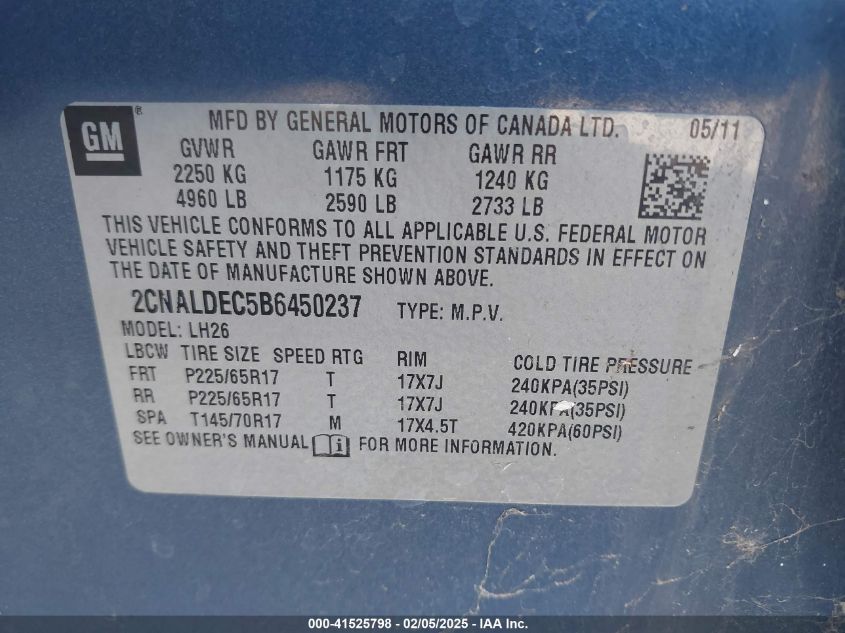 GM® MFD BY GENERAL MOTORS OF CANADA LTD. 05/11
GVWR GAWR FRT GAWR RR
2250 KG 1175 KG 1240 KG
4960 LB 2590 LB 2733 LB
THIS VEHICLE CONFORMS TO ALL APPLICABLE U.S. FEDERAL MOTOR
VEHICLE SAFETY AND THEFT PREVENTION STANDARDS IN EFFECT ON
THE DATE OF MANUFACTURE SHOWN ABOVE.
2CNALDEC5B6450237 TYPE: M.P.V.
MODEL: LH26
LBCW TIRE SIZE SPEED RTG RIM COLD TIRE PRESSURE
FRT P225/65R17 T 17X7J 240KPA(35PSI)
RR P225/65R17 T 17X7J 240KPA(35PSI)
SPA T145/70R17 M 17X4.5T 420KPA(60PSI)
SEE OWNER'S MANUAL i FOR MORE INFORMATION.
000-41525798 - 02/05/2025 - IAAI Inc.